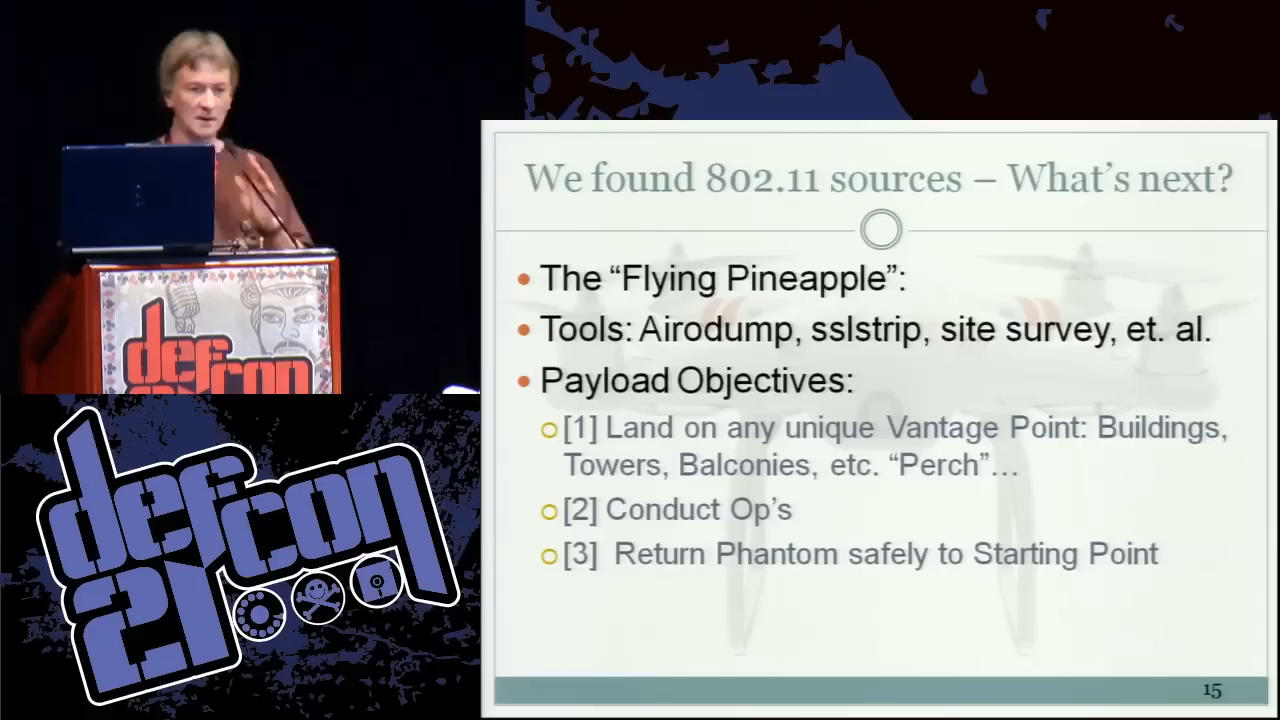 We found 802.11 sources – What's next?
• The “Flying Pineapple”:
• Tools: Airodump, sslstrip, site survey, et. al.
• Payload Objectives:
[1] Land on any unique Vantage Point: Buildings,
Towers, Balconies, etc. “Perch”…
[2] Conduct Op's
[3] Return Phantom safely to Starting Point
15
defcon
defcon
21